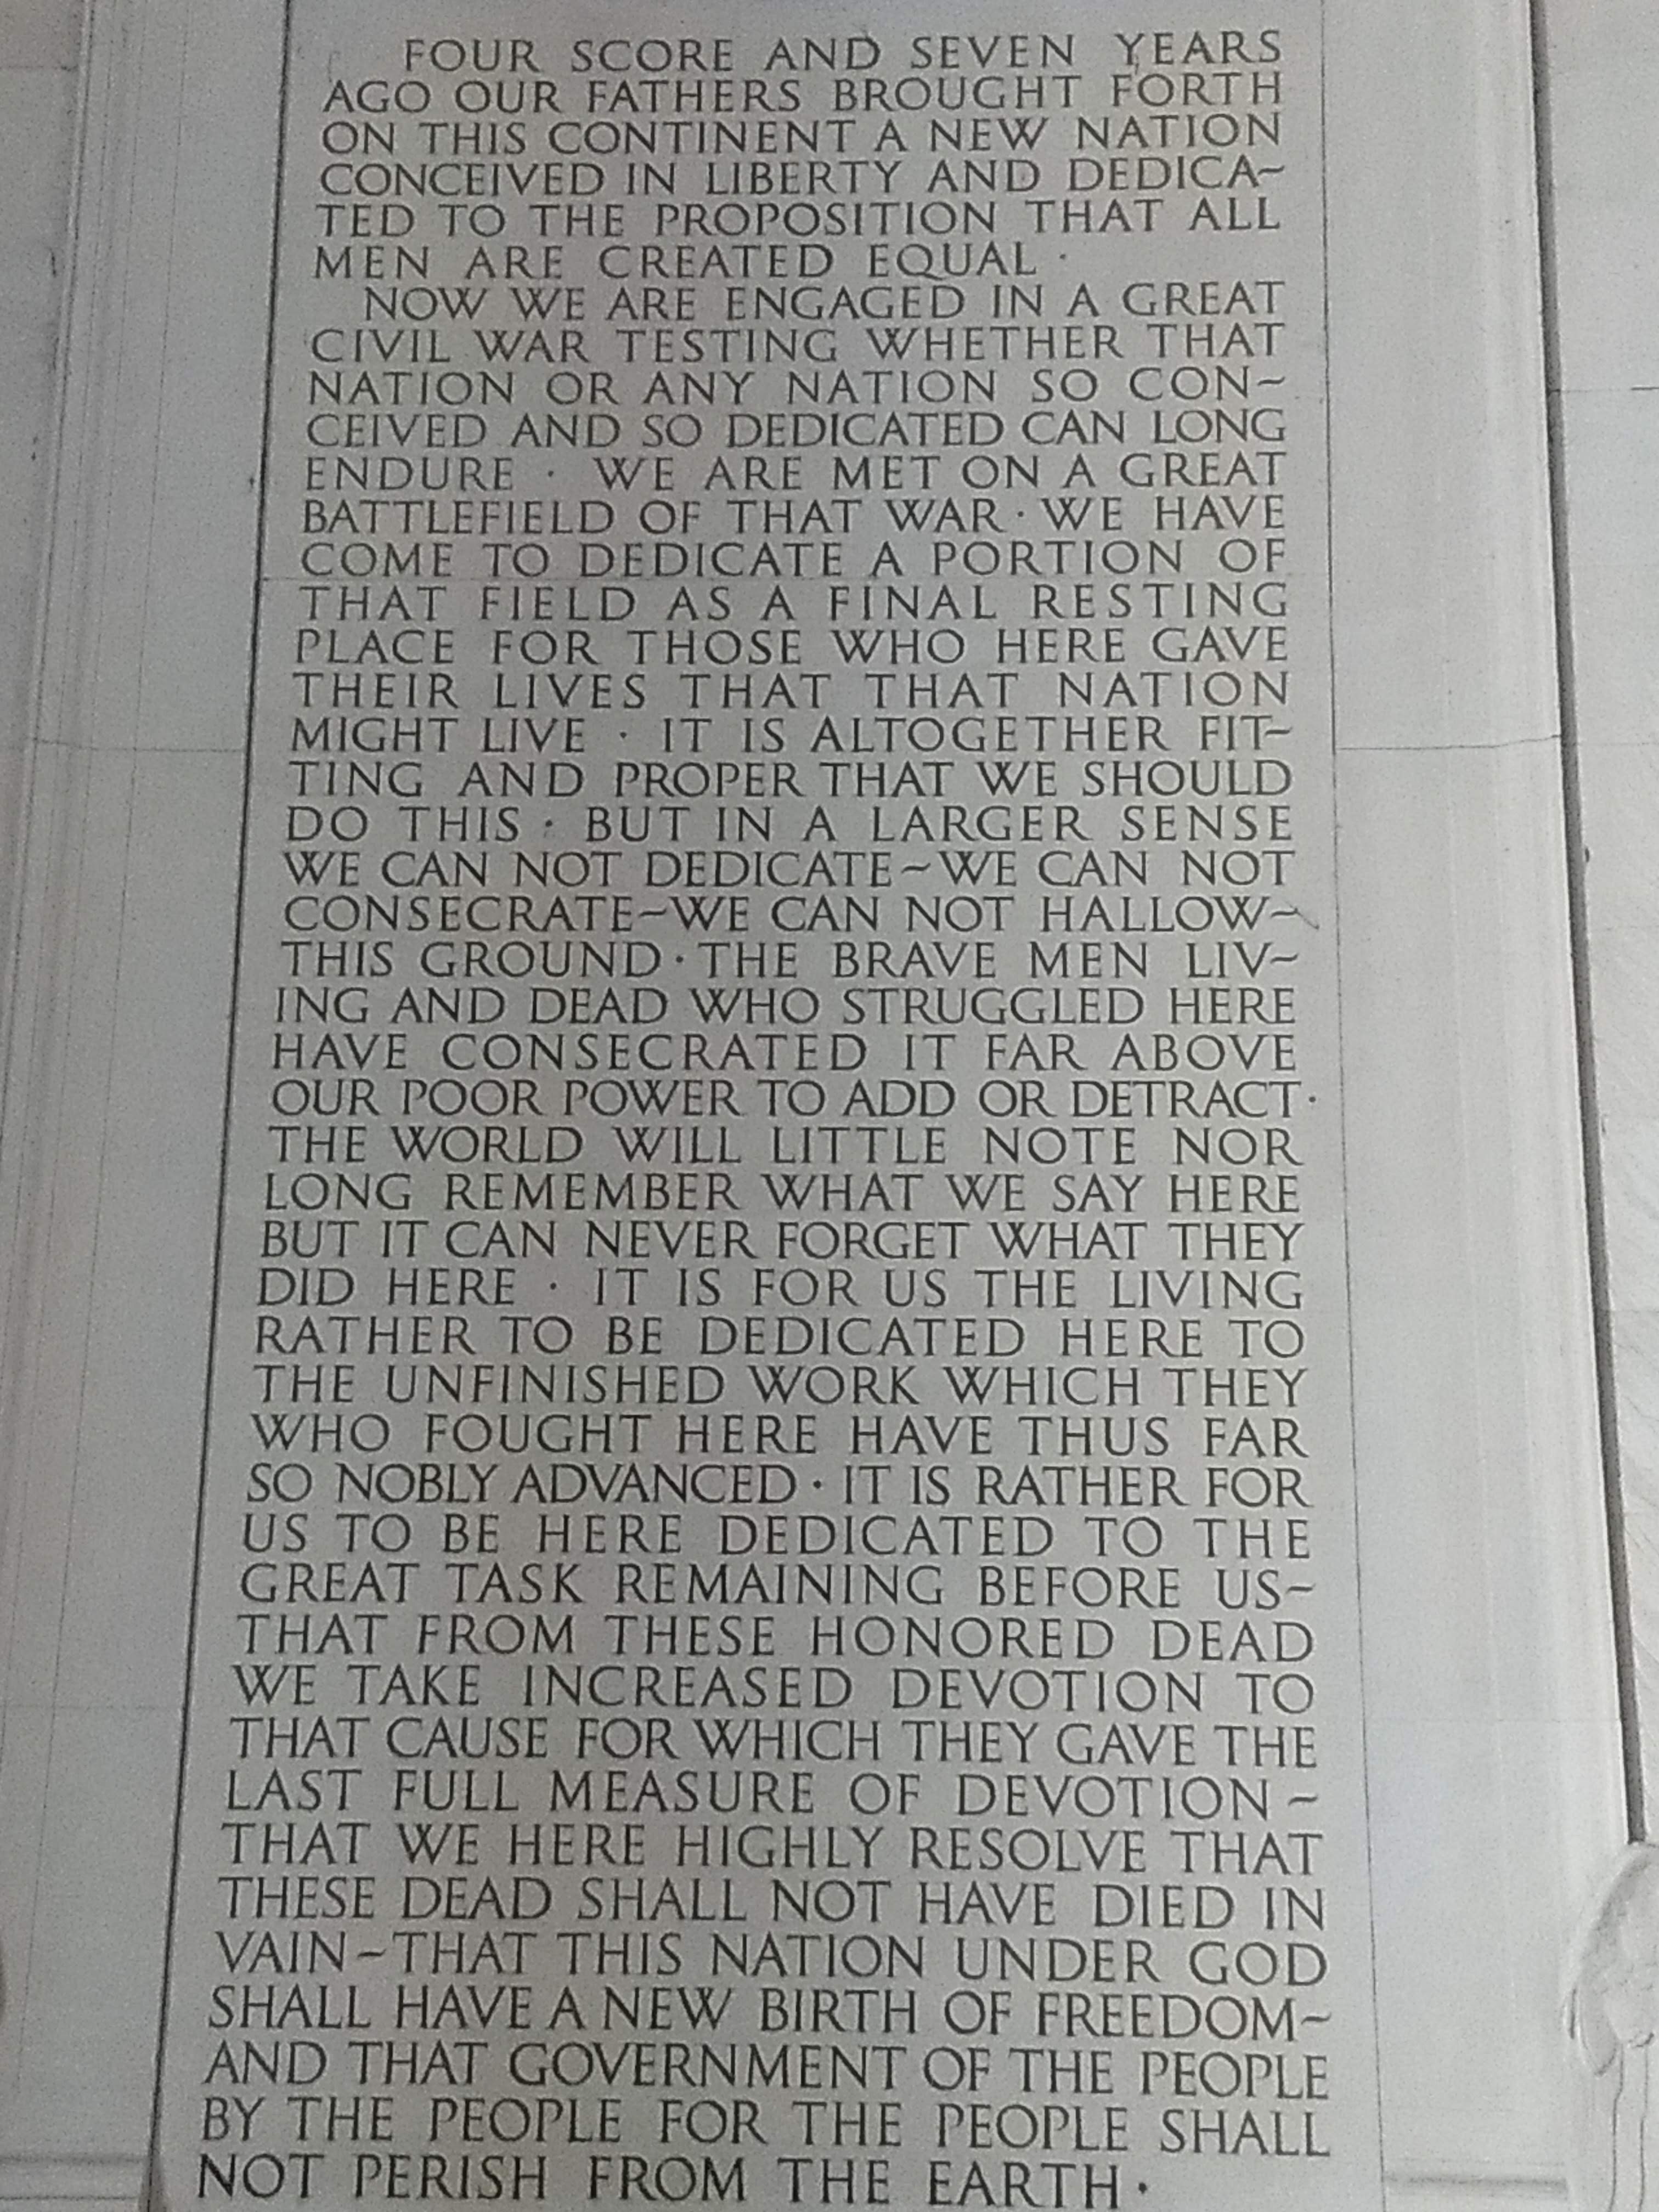 FOUR SCORE AND SEVEN YEARS
AGO OUR FATHERS BROUGHT FORTH
ON THIS CONTINENT A NEW NATION
CONCEIVED IN LIBERTY AND DEDICA~
TED TO THE PROPOSITION THAT ALL
MEN ARE CREATED EQUAL ·
NOW WE ARE ENGAGED IN A GREAT
CIVIL WAR TESTING WHETHER THAT
NATION OR ANY NATION SO CON~
CEIVED AND SO DEDICATED CAN LONG
ENDURE · WE ARE MET ON A GREAT
BATTLEFIELD OF THAT WAR · WE HAVE
COME TO DEDICATE A PORTION OF
THAT FIELD AS A FINAL RESTING
PLACE FOR THOSE WHO HERE GAVE
THEIR LIVES THAT THAT NATION
MIGHT LIVE · IT IS ALTOGETHER FIT~
TING AND PROPER THAT WE SHOULD
DO THIS · BUT IN A LARGER SENSE
WE CAN NOT DEDICATE~WE CAN NOT
CONSECRATE~WE CAN NOT HALLOW~
THIS GROUND · THE BRAVE MEN LIV~
ING AND DEAD WHO STRUGGLED HERE
HAVE CONSECRATED IT FAR ABOVE
OUR POOR POWER TO ADD OR DETRACT ·
THE WORLD WILL LITTLE NOTE NOR
LONG REMEMBER WHAT WE SAY HERE
BUT IT CAN NEVER FORGET WHAT THEY
DID HERE · IT IS FOR US THE LIVING
RATHER TO BE DEDICATED HERE TO
THE UNFINISHED WORK WHICH THEY
WHO FOUGHT HERE HAVE THUS FAR
SO NOBLY ADVANCED · IT IS RATHER FOR
US TO BE HERE DEDICATED TO THE
GREAT TASK REMAINING BEFORE US~
THAT FROM THESE HONORED DEAD
WE TAKE INCREASED DEVOTION TO
THAT CAUSE FOR WHICH THEY GAVE THE
LAST FULL MEASURE OF DEVOTION ~
THAT WE HERE HIGHLY RESOLVE THAT
THESE DEAD SHALL NOT HAVE DIED IN
VAIN~THAT THIS NATION UNDER GOD
SHALL HAVE A NEW BIRTH OF FREEDOM~
AND THAT GOVERNMENT OF THE PEOPLE
BY THE PEOPLE FOR THE PEOPLE SHALL
NOT PERISH FROM THE EARTH ·